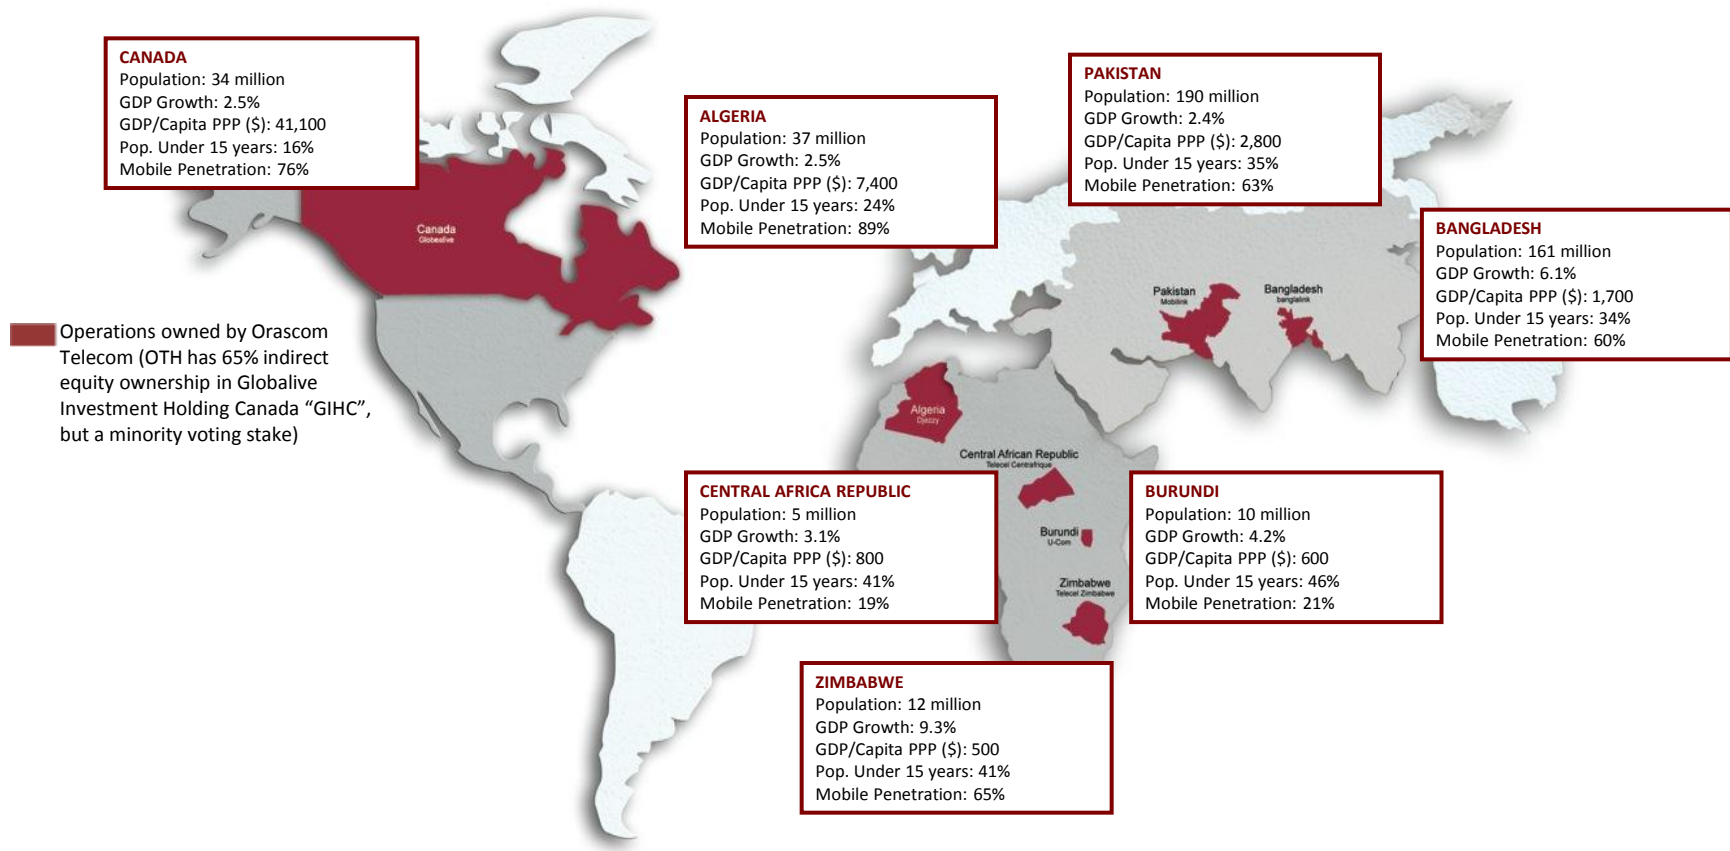 CANADA
Population: 34 million
GDP Growth: 2.5%
GDP/Capita PPP ($): 41,100
Pop. Under 15 years: 16%
Mobile Penetration: 76%
ALGERIA
Population: 37 million
GDP Growth: 2.5%
GDP/Capita PPP ($): 7,400
Pop. Under 15 years: 24%
Mobile Penetration: 89%
PAKISTAN
Population: 190 million
GDP Growth: 2.4%
GDP/Capita PPP ($): 2,800
Pop. Under 15 years: 35%
Mobile Penetration: 63%
BANGLADESH
Population: 161 million
GDP Growth: 6.1%
GDP/Capita PPP ($): 1,700
Pop. Under 15 years: 34%
Mobile Penetration: 60%
Canada
Globealive
Pakistan
Mobilink
Bangladesh
banglalink
Operations owned by Orascom
Telecom (OTH has 65% indirect
equity ownership in Globalive
Investment Holding Canada “GIHC”,
but a minority voting stake)
Algeria
Djezzy
Central African Republic
Telecel Centrafrique
CENTRAL AFRICA REPUBLIC
Population: 5 million
GDP Growth: 3.1%
GDP/Capita PPP ($): 800
Pop. Under 15 years: 41%
Mobile Penetration: 19%
Burundi
U-Com
BURUNDI
Population: 10 million
GDP Growth: 4.2%
GDP/Capita PPP ($): 600
Pop. Under 15 years: 46%
Mobile Penetration: 21%
Zimbabwe
Telecel Zimbabwe
ZIMBABWE
Population: 12 million
GDP Growth: 9.3%
GDP/Capita PPP ($): 500
Pop. Under 15 years: 41%
Mobile Penetration: 65%